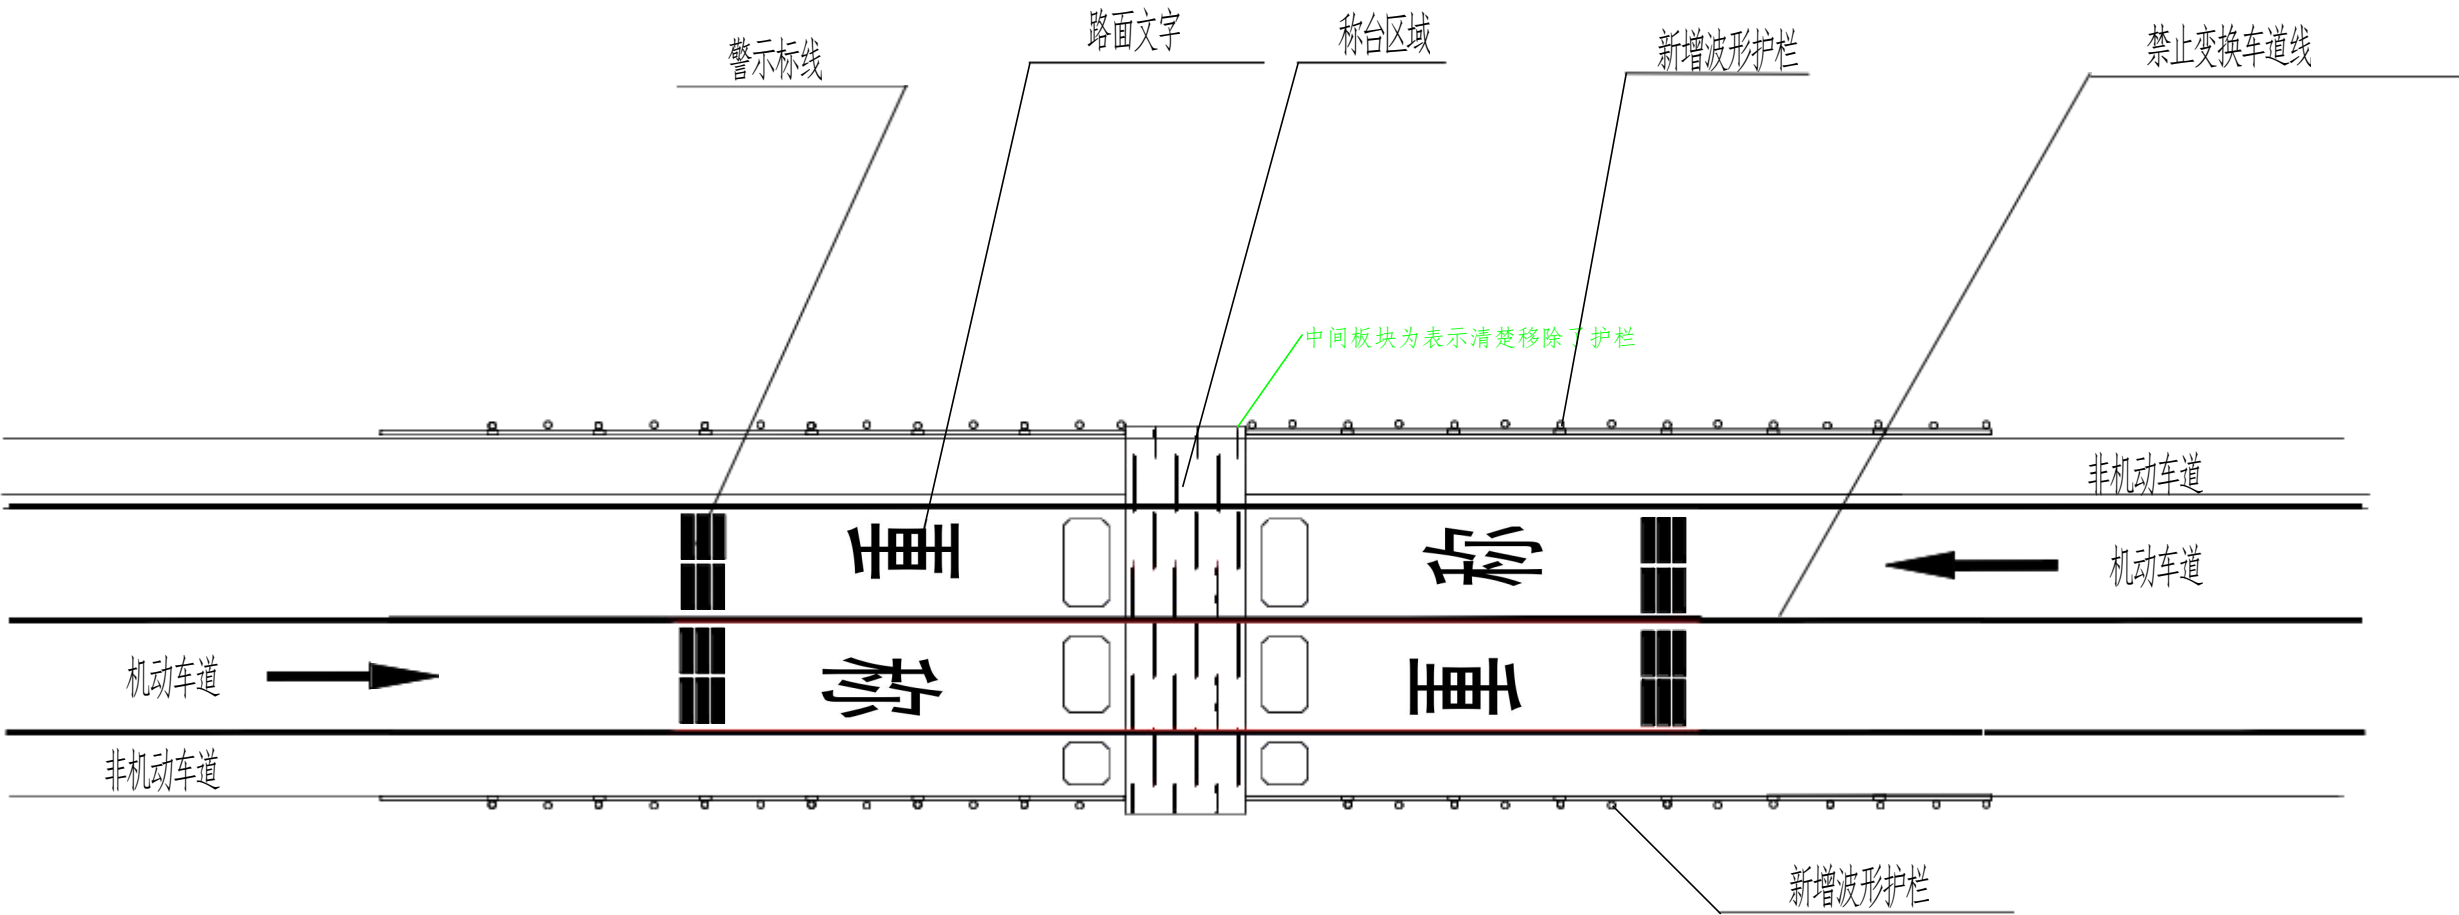 路面文字
称台区域
禁止变换车道线
新增波形护栏
警示标线
中间板块为表示清楚移除了护栏
非机动车道
重
称
机动车道
机动车道
称
重
非机动车道
新增波形护栏